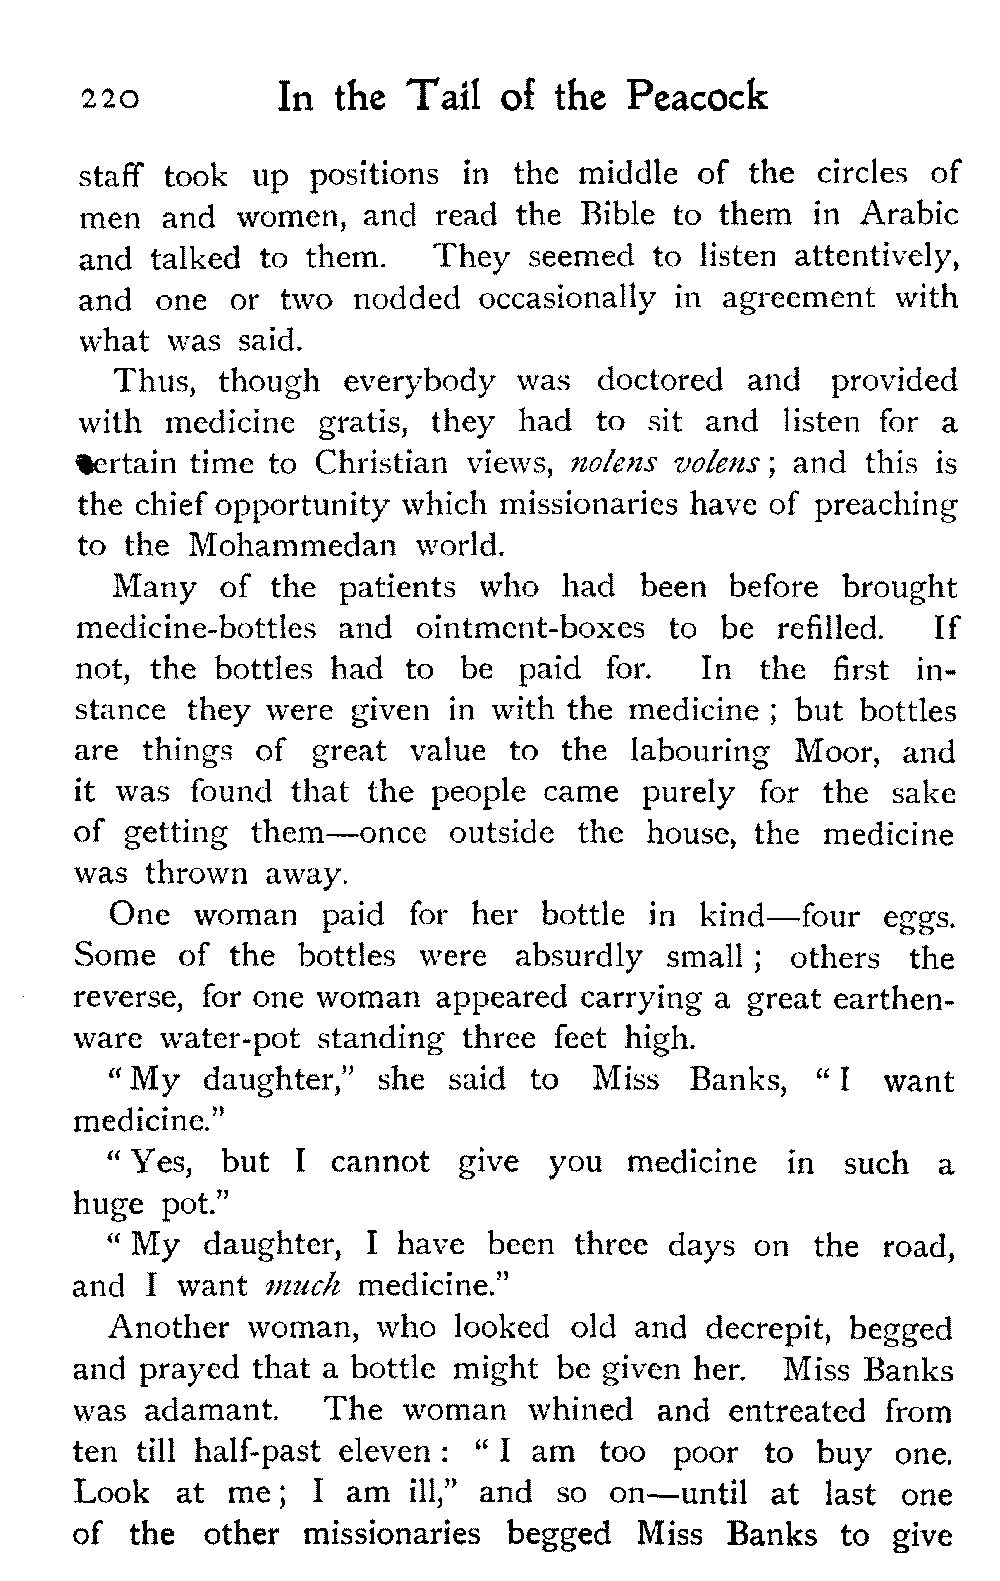 220 In the Tail of the Peacock
staff took up positions in the middle of the circles of
men and women, and read the Bible to them in Arabic
and talked to them. They seemed to listen attentively,
and one or two nodded occasionally in agreement with
what was said.
Thus, though everybody was doctored and provided
with medicine gratis, they had to sit and listen for a
certain time to Christian views, nolens volens; and this is
the chief opportunity which missionaries have of preaching
to the Mohammedan world.
Many of the patients who had been before brought
medicine-bottles and ointment-boxes to be refilled. If
not, the bottles had to be paid for. In the first in-
stance they were given in with the medicine; but bottles
are things of great value to the labouring Moor, and
it was found that the people came purely for the sake
of getting them—once outside the house, the medicine
was thrown away.
One woman paid for her bottle in kind—four eggs.
Some of the bottles were absurdly small; others the
reverse, for one woman appeared carrying a great earthen-
ware water-pot standing three feet high.
"My daughter," she said to Miss Banks, "I want
medicine."
"Yes, but I cannot give you medicine in such a
huge pot."
"My daughter, I have been three days on the road,
and I want much medicine."
Another woman, who looked old and decrepit, begged
and prayed that a bottle might be given her. Miss Banks
was adamant. The woman whined and entreated from
ten till half-past eleven: "I am too poor to buy one.
Look at me; I am ill," and so on—until at last one
of the other missionaries begged Miss Banks to give